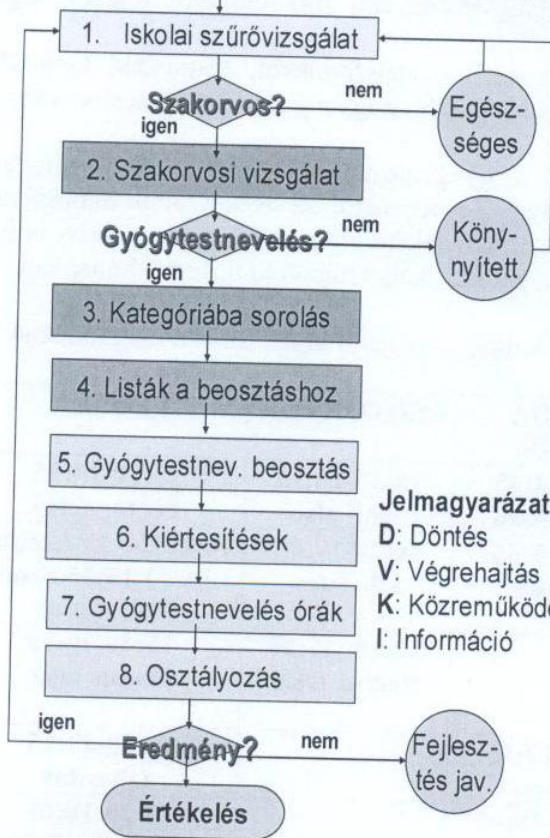 1. Iskolai szűrővizsgálat
Szakorvos?
nem
igen
Egész-
séges
2. Szakorvosi vizsgálat
Gyógytestnevelés?
nem
igen
Köny-
nyített
3. Kategóriába sorolás
4. Listák a beosztáshoz
5. Gyógytestnev. beosztás
6. Kiértesítések
7. Gyógytestnevelés órák
8. Osztályozás
Jelmagyarázat
D: Döntés
V: Végrehajtás
K: Közreműköd
I: Információ
igen
Eredmény?
nem
Fejlesz-
tés jav.
Értékelés